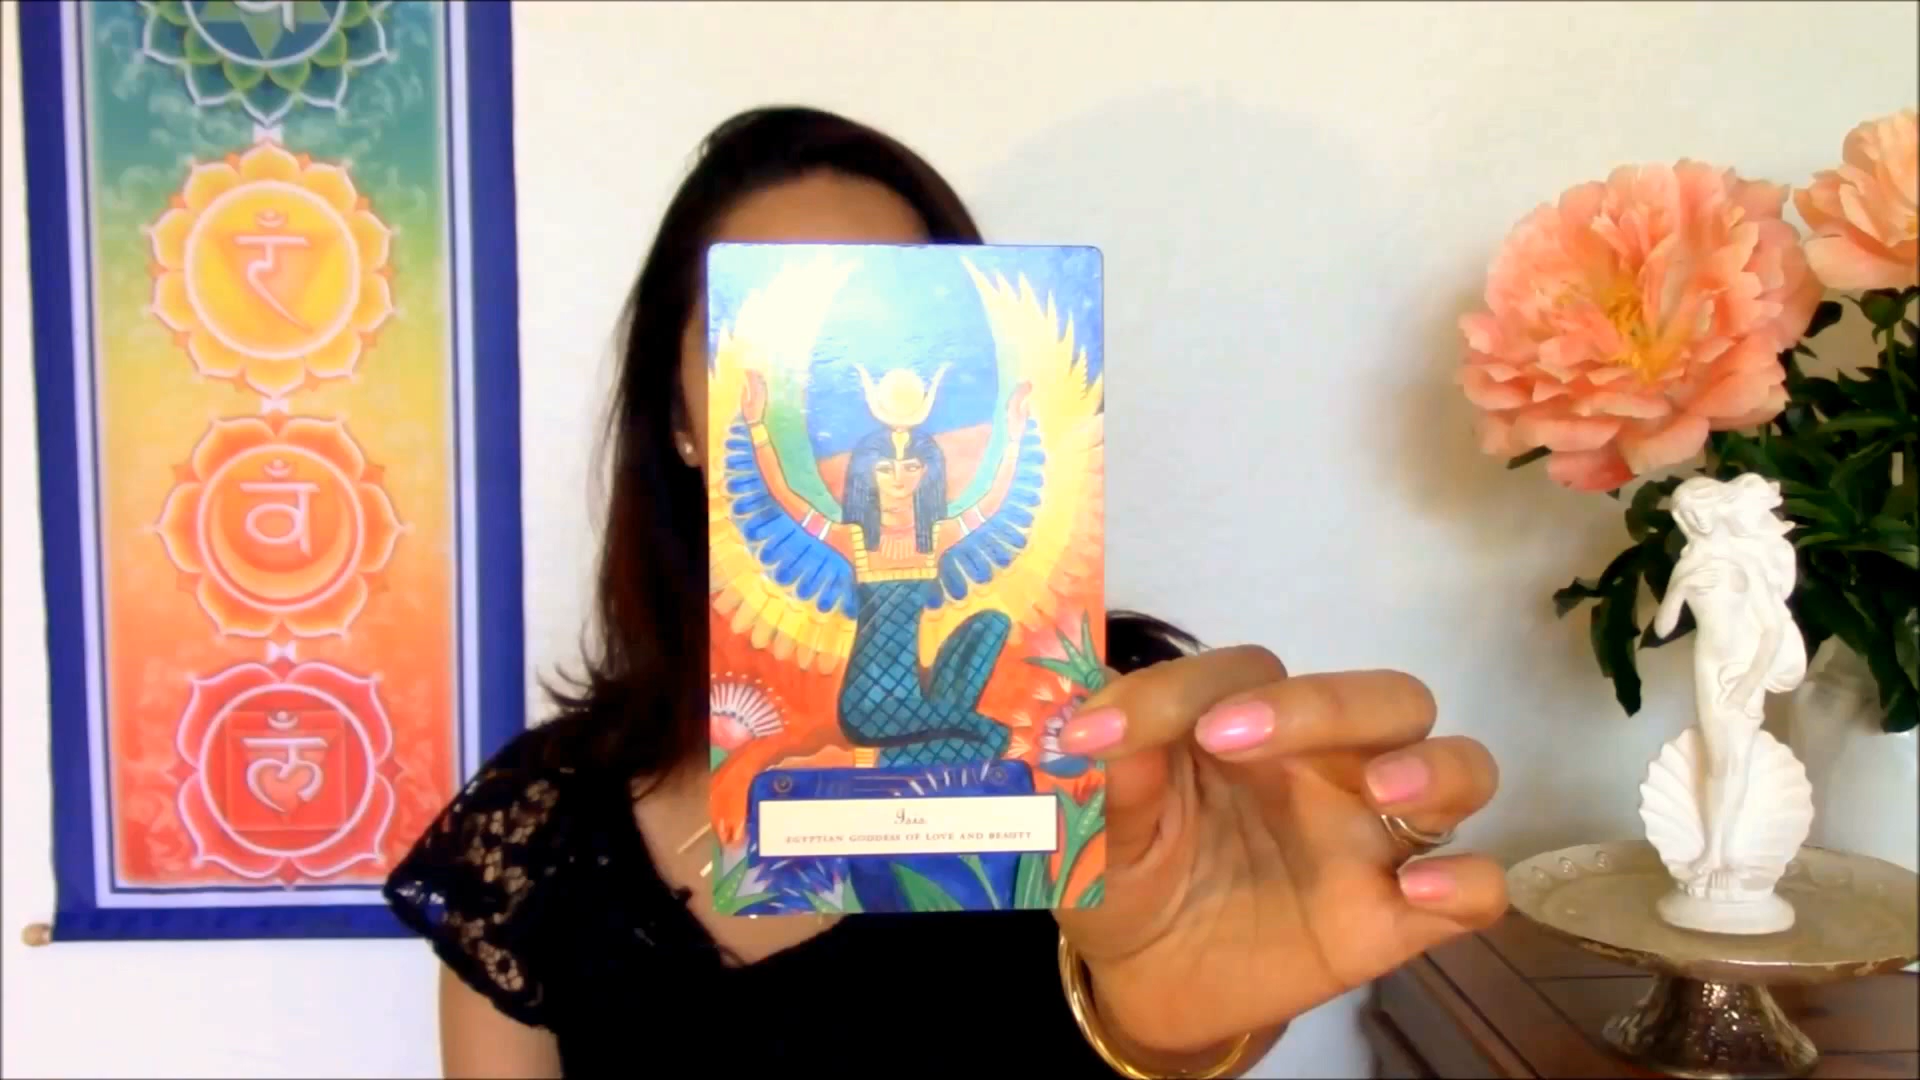 यं
रं
वं
लं
Isis
EGYPTIAN GODDESS OF LOVE AND BEAUTY